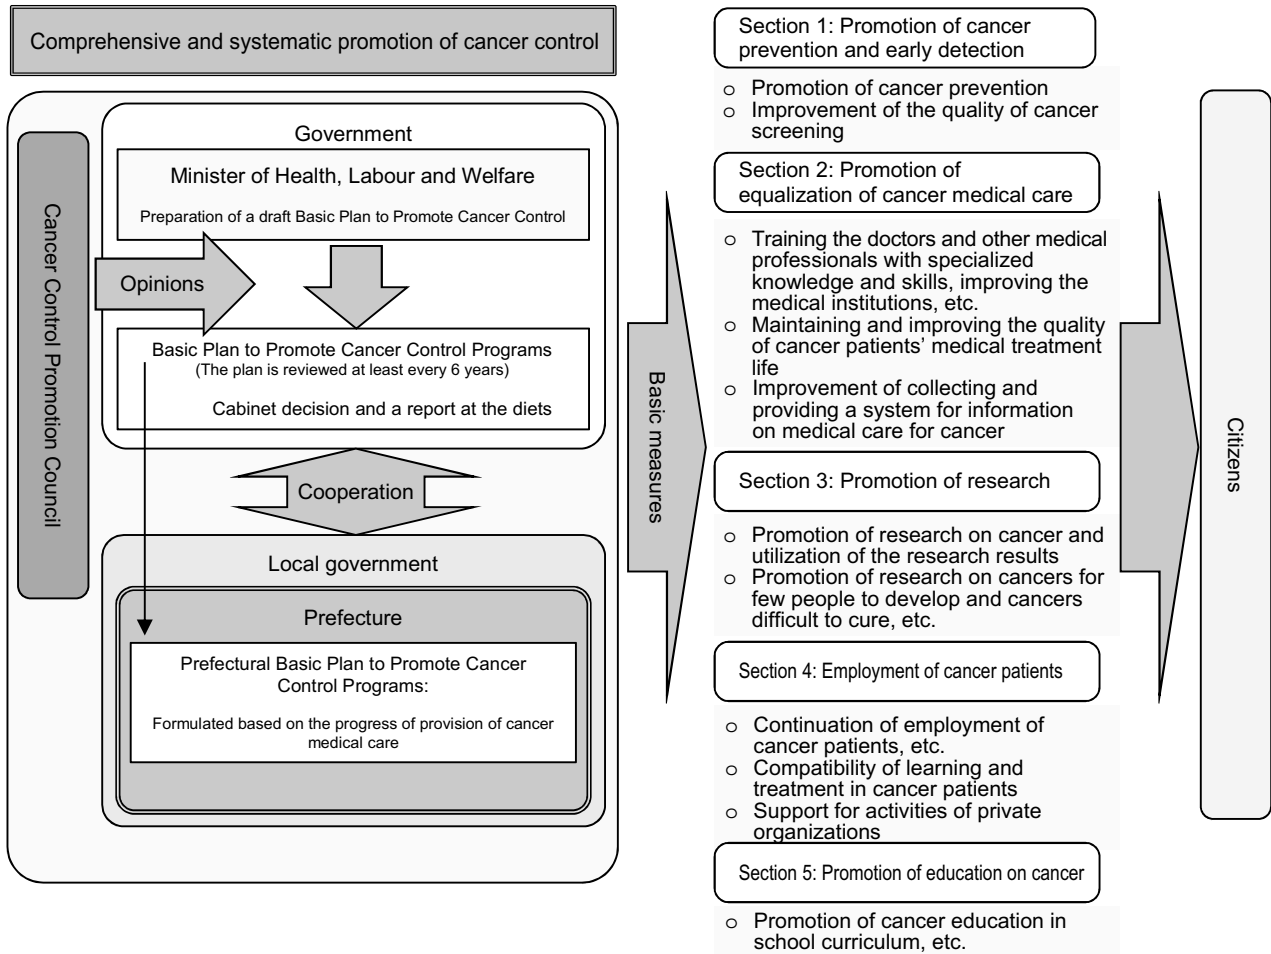 Comprehensive and systematic promotion of cancer control
Cancer Control Promotion Council
Government
Minister of Health, Labour and Welfare
Preparation of a draft Basic Plan to Promote Cancer Control
Opinions
Basic Plan to Promote Cancer Control Programs
(The plan is reviewed at least every 6 years)
Cabinet decision and a report at the diets
Cooperation
Local government
Prefecture
Prefectural Basic Plan to Promote Cancer
Control Programs:
Formulated based on the progress of provision of cancer
medical care
Basic measures
Section 1: Promotion of cancer
prevention and early detection
o Promotion of cancer prevention
o Improvement of the quality of cancer
screening
Section 2: Promotion of
equalization of cancer medical care
o Training the doctors and other medical
professionals with specialized
knowledge and skills, improving the
medical institutions, etc.
o Maintaining and improving the quality
of cancer patients’ medical treatment
life
o Improvement of collecting and
providing a system for information
on medical care for cancer
Section 3: Promotion of research
o Promotion of research on cancer and
utilization of the research results
o Promotion of research on cancers for
few people to develop and cancers
difficult to cure, etc.
Section 4: Employment of cancer patients
o Continuation of employment of
cancer patients, etc.
o Compatibility of learning and
treatment in cancer patients
o Support for activities of private
organizations
Section 5: Promotion of education on cancer
o Promotion of cancer education in
school curriculum, etc.
Citizens